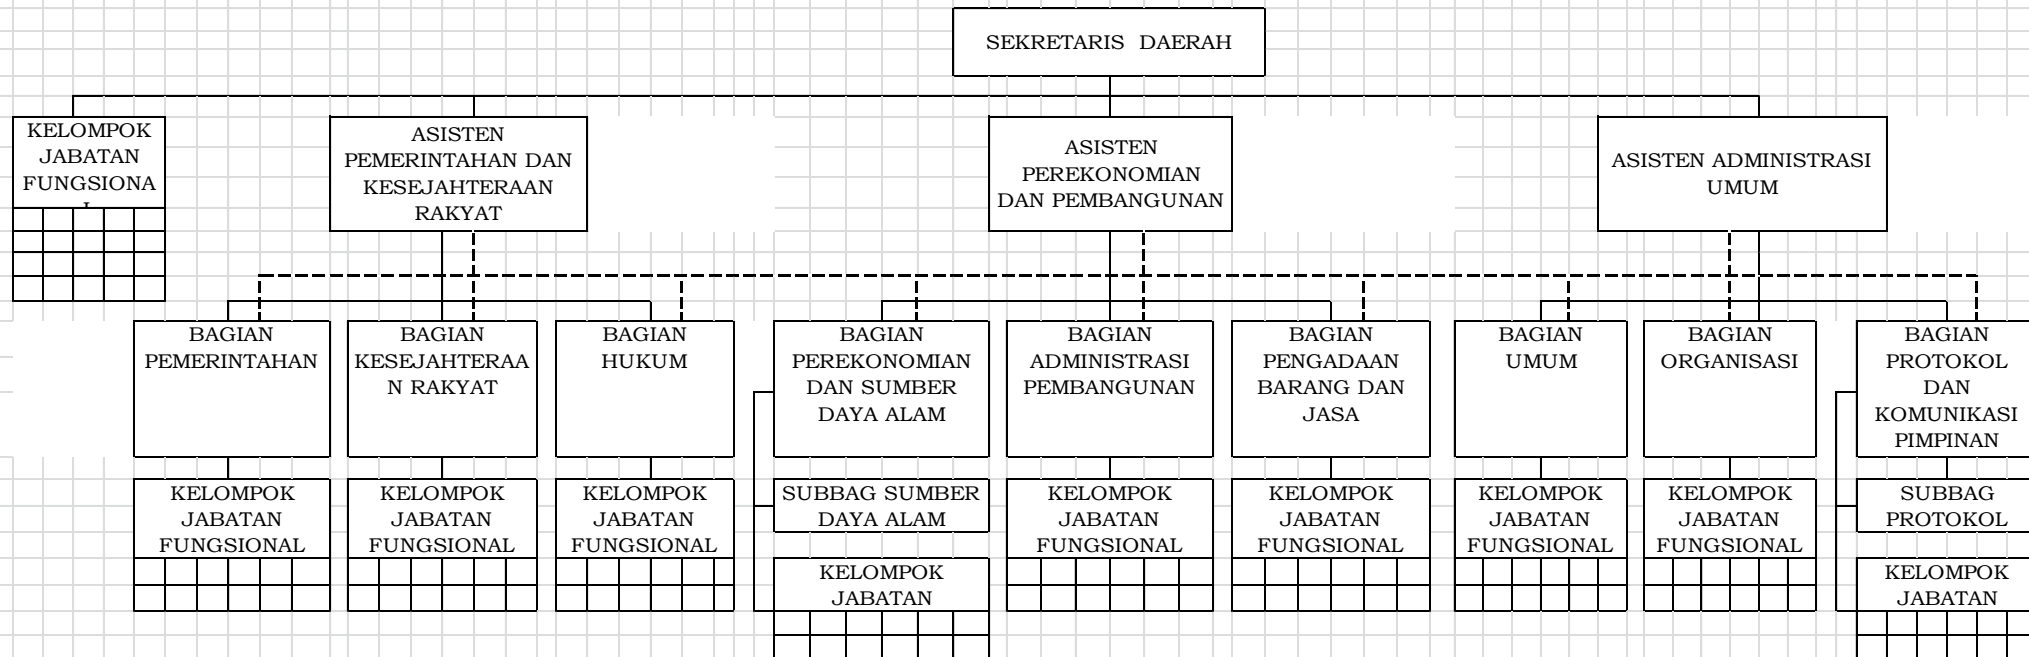 SEKRETARIS  DAERAH
KELOMPOK
JABATAN
FUNGSIONA
ASISTEN
PEMERINTAHAN DAN
KESEJAHTERAAN
RAKYAT
ASISTEN
PEREKONOMIAN
DAN PEMBANGUNAN
ASISTEN ADMINISTRASI
UMUM
BAGIAN
PEMERINTAHAN
BAGIAN
KESEJAHTERAA
N RAKYAT
BAGIAN
HUKUM
BAGIAN
PEREKONOMIAN
DAN SUMBER
DAYA ALAM
BAGIAN
ADMINISTRASI
PEMBANGUNAN
BAGIAN
PENGADAAN
BARANG DAN
JASA
BAGIAN
UMUM
BAGIAN
ORGANISASI
BAGIAN
PROTOKOL
DAN
KOMUNIKASI
PIMPINAN
KELOMPOK
JABATAN
FUNGSIONAL
KELOMPOK
JABATAN
FUNGSIONAL
KELOMPOK
JABATAN
FUNGSIONAL
SUBBAG SUMBER
DAYA ALAM
KELOMPOK
JABATAN
KELOMPOK
JABATAN
FUNGSIONAL
KELOMPOK
JABATAN
FUNGSIONAL
KELOMPOK
JABATAN
FUNGSIONAL
KELOMPOK
JABATAN
FUNGSIONAL
SUBBAG
PROTOKOL
KELOMPOK
JABATAN